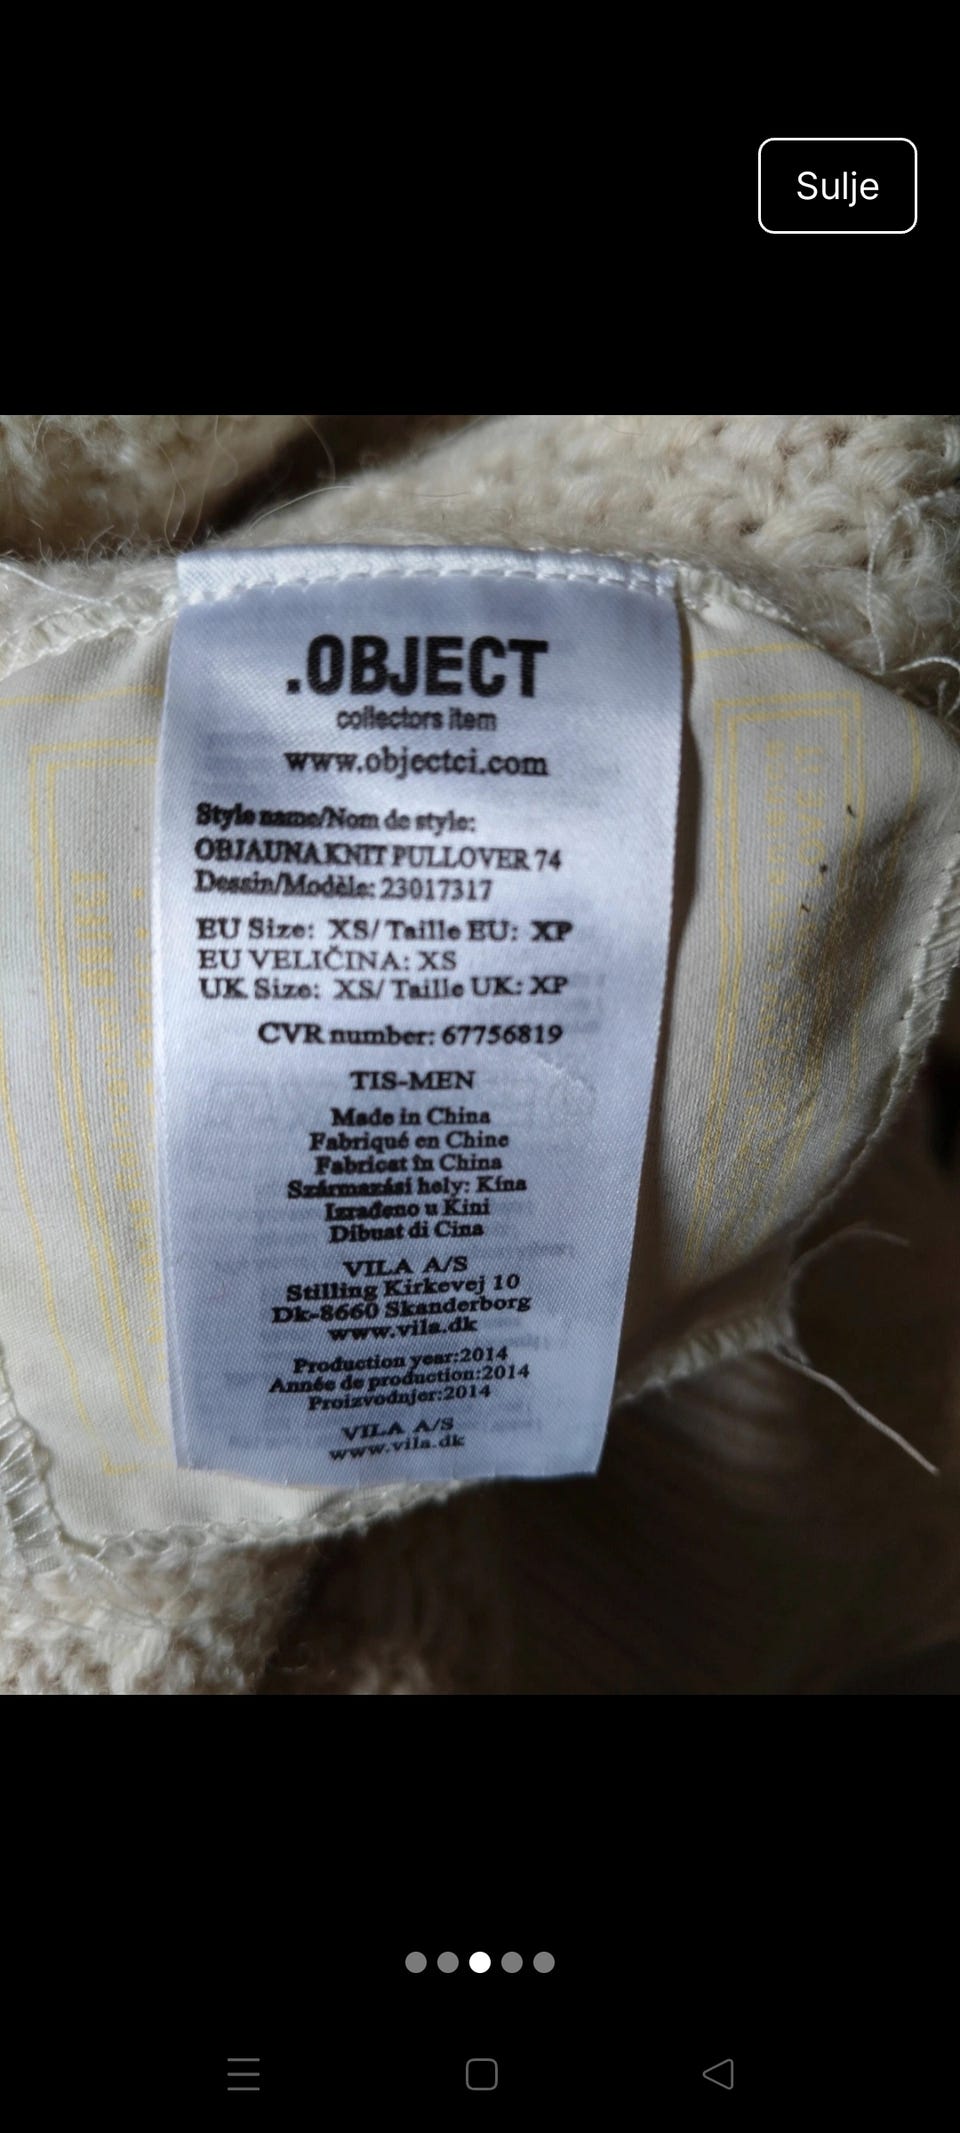 Sulje
.OBJECT
collectors item
www.objectci.com
Style name/Nom de style:
OBJAUNA KNIT PULLOVER 74
Dessin/Modèle: 23017317
EU Size: XS/ Taille EU: XP
EU VELIČINA: XS
UK Size: XS/ Taille UK: XP
CVR number: 67756819
TIS-MEN
Made in China
Fabriqué en Chine
Fabricat în China
Származási hely: Kína
Izrađeno u Kini
Dibuat di Cina
VILA A/S
Stilling Kirkevej 10
Dk-8660 Skanderborg
www.vila.dk
Production year:2014
Année de production:2014
Proizvodnjer:2014
VILA A/S
www.vila.dk